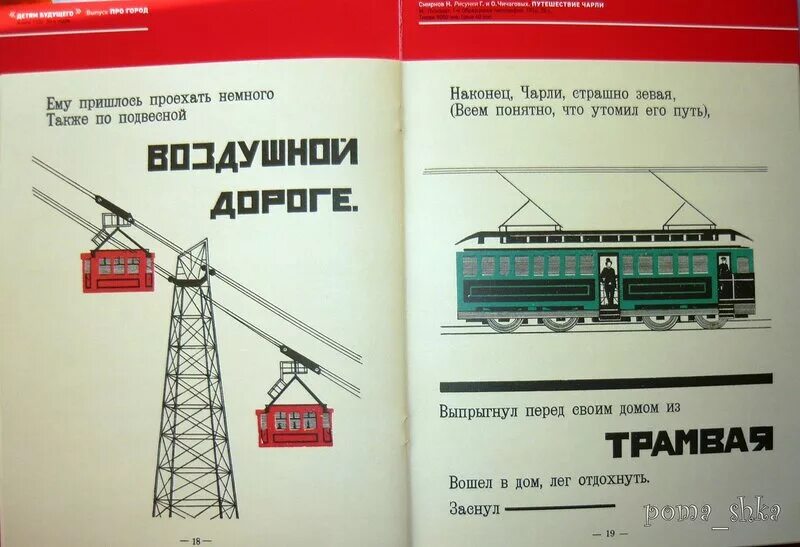 « ДЕТЯМ БУДУЩЕГО » Выпуск ПРО ГОРОД
Ему пришлось проехать немного
Также по подвесной
ВОЗДУШНОЙ
ДОРОГЕ.
— 18 —
Смирнов Н. Рисунки Г. и О. Чичаговых. ПУТЕШЕСТВИЕ ЧАРЛИ
Наконец, Чарли, страшно зевая,
(Всем понятно, что утомил его путь),
Выпрыгнул перед своим домом из
ТРАМВАЯ
Вошел в дом, лег отдохнуть.
Заснул
— 19 —
poma_shka